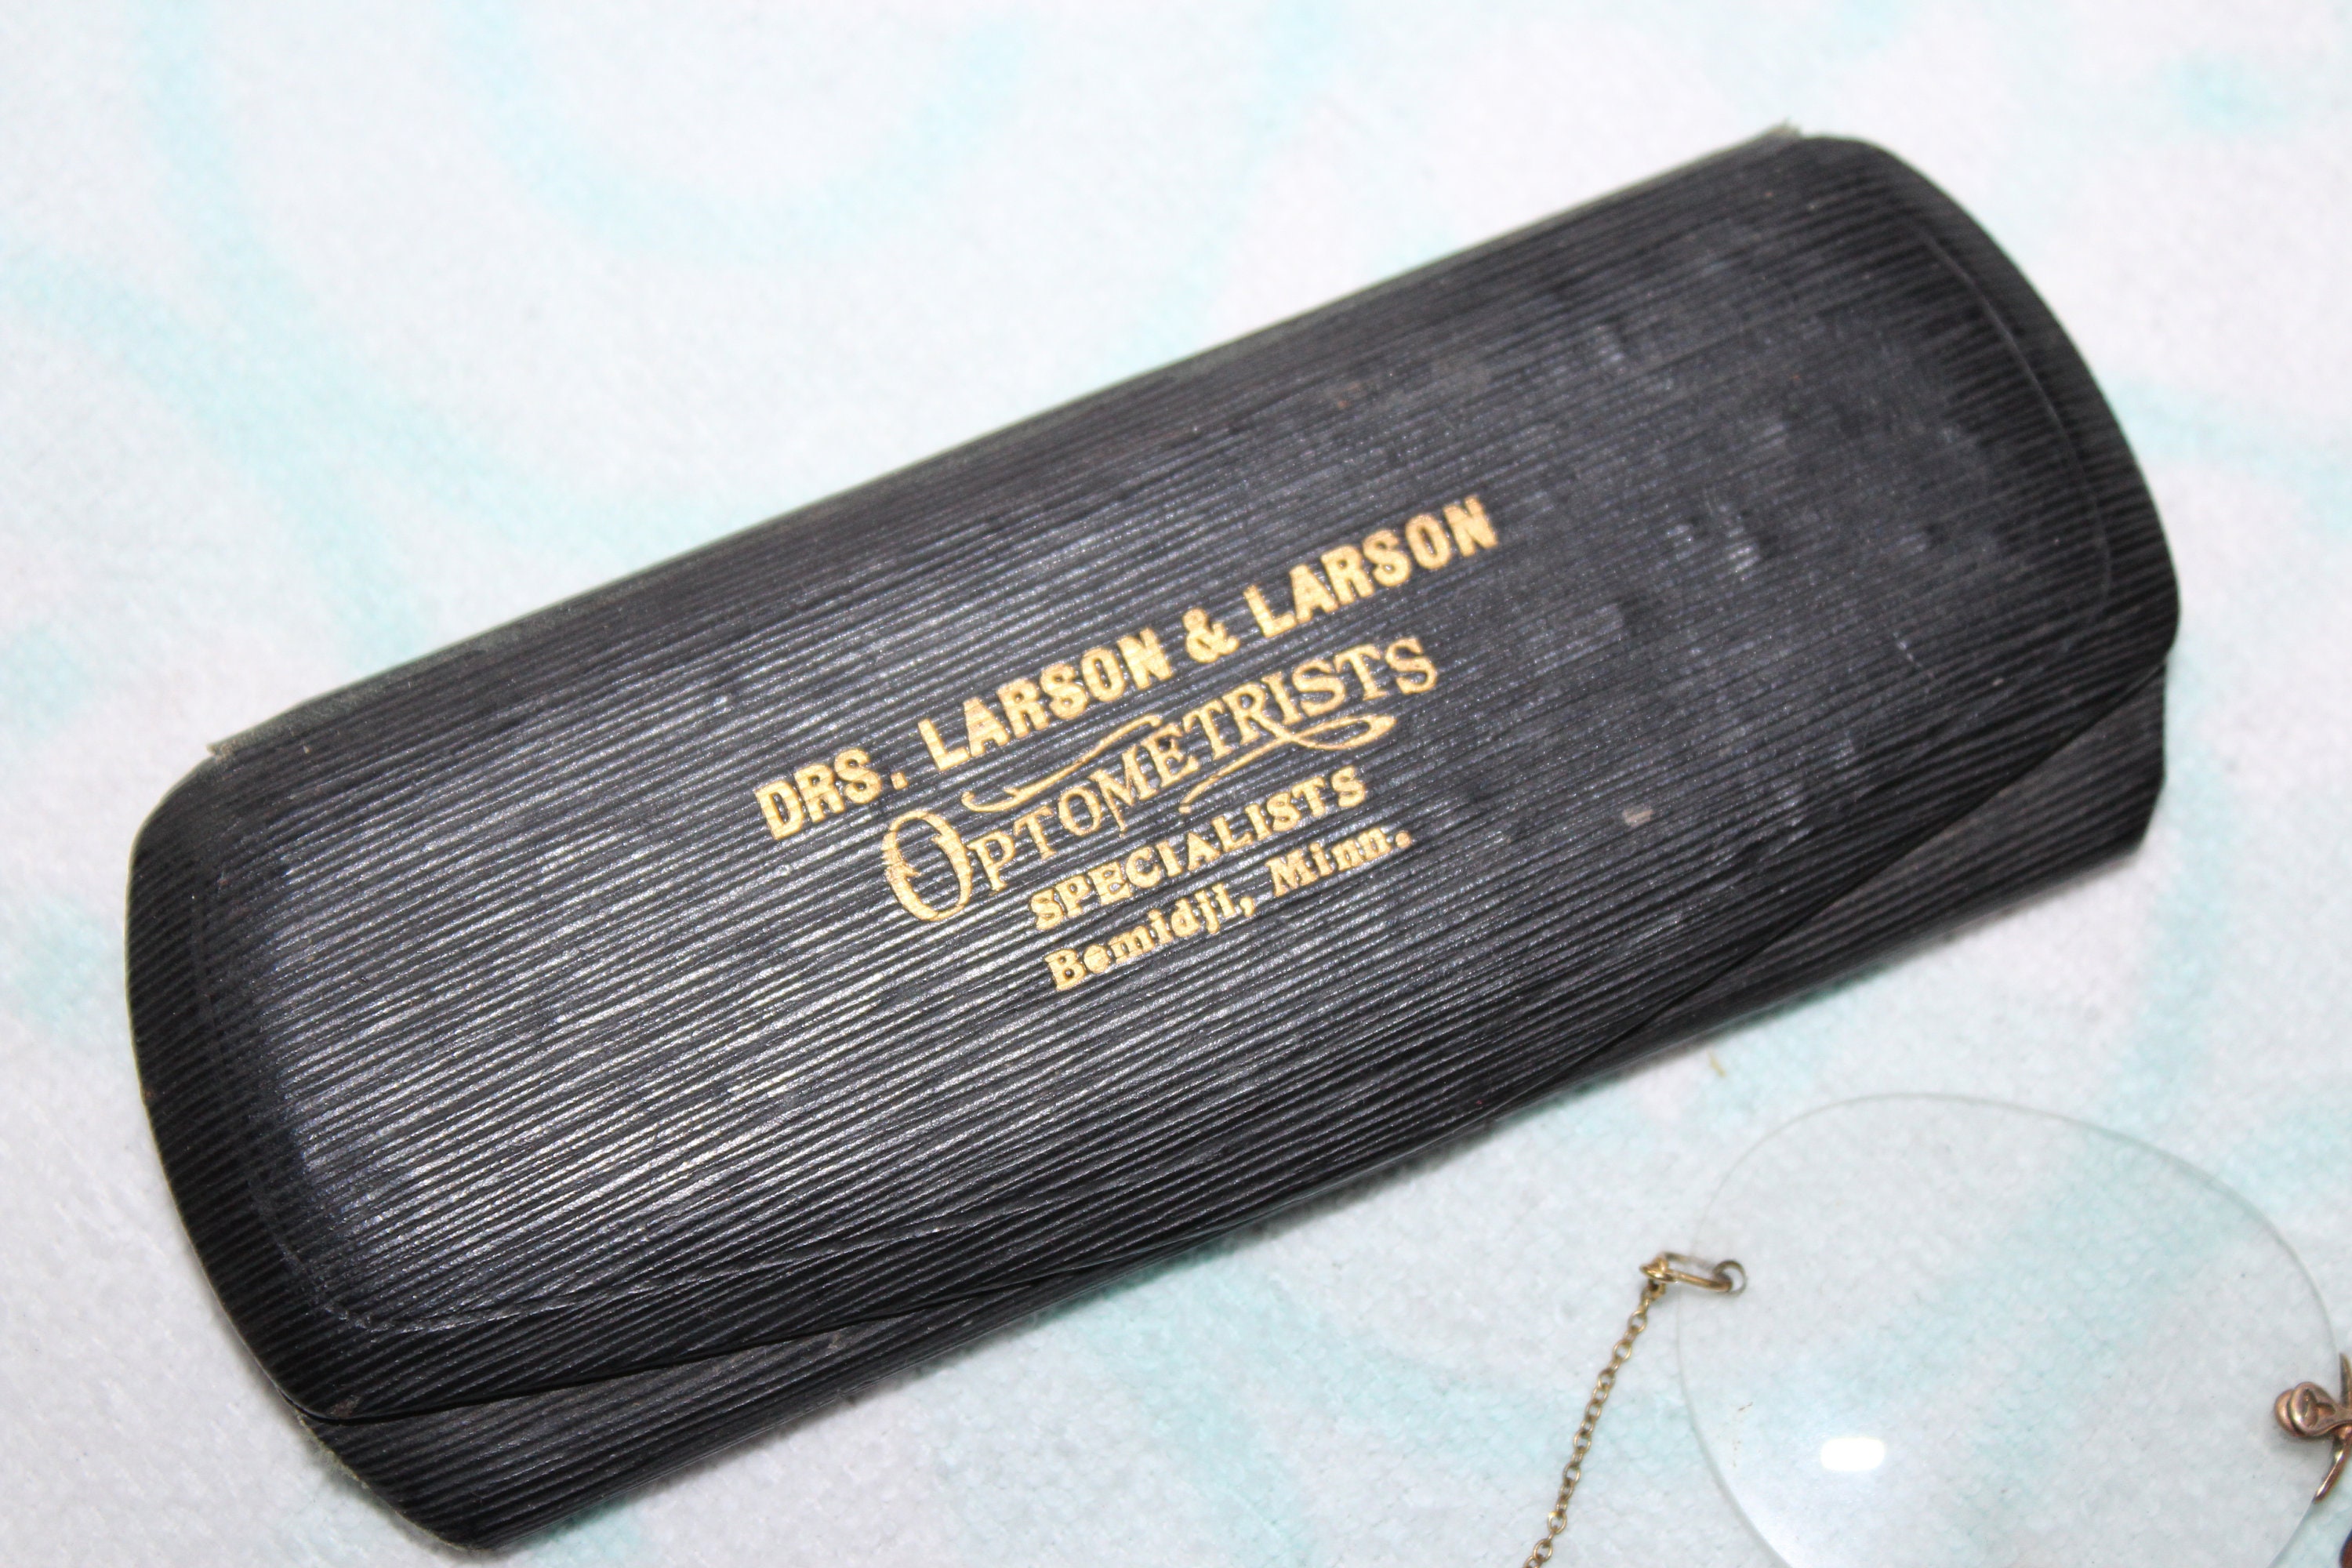 DRS. LARSON & LARSON
OPTOMETRISTS
SPECIALISTS
Bemidji, Minn.